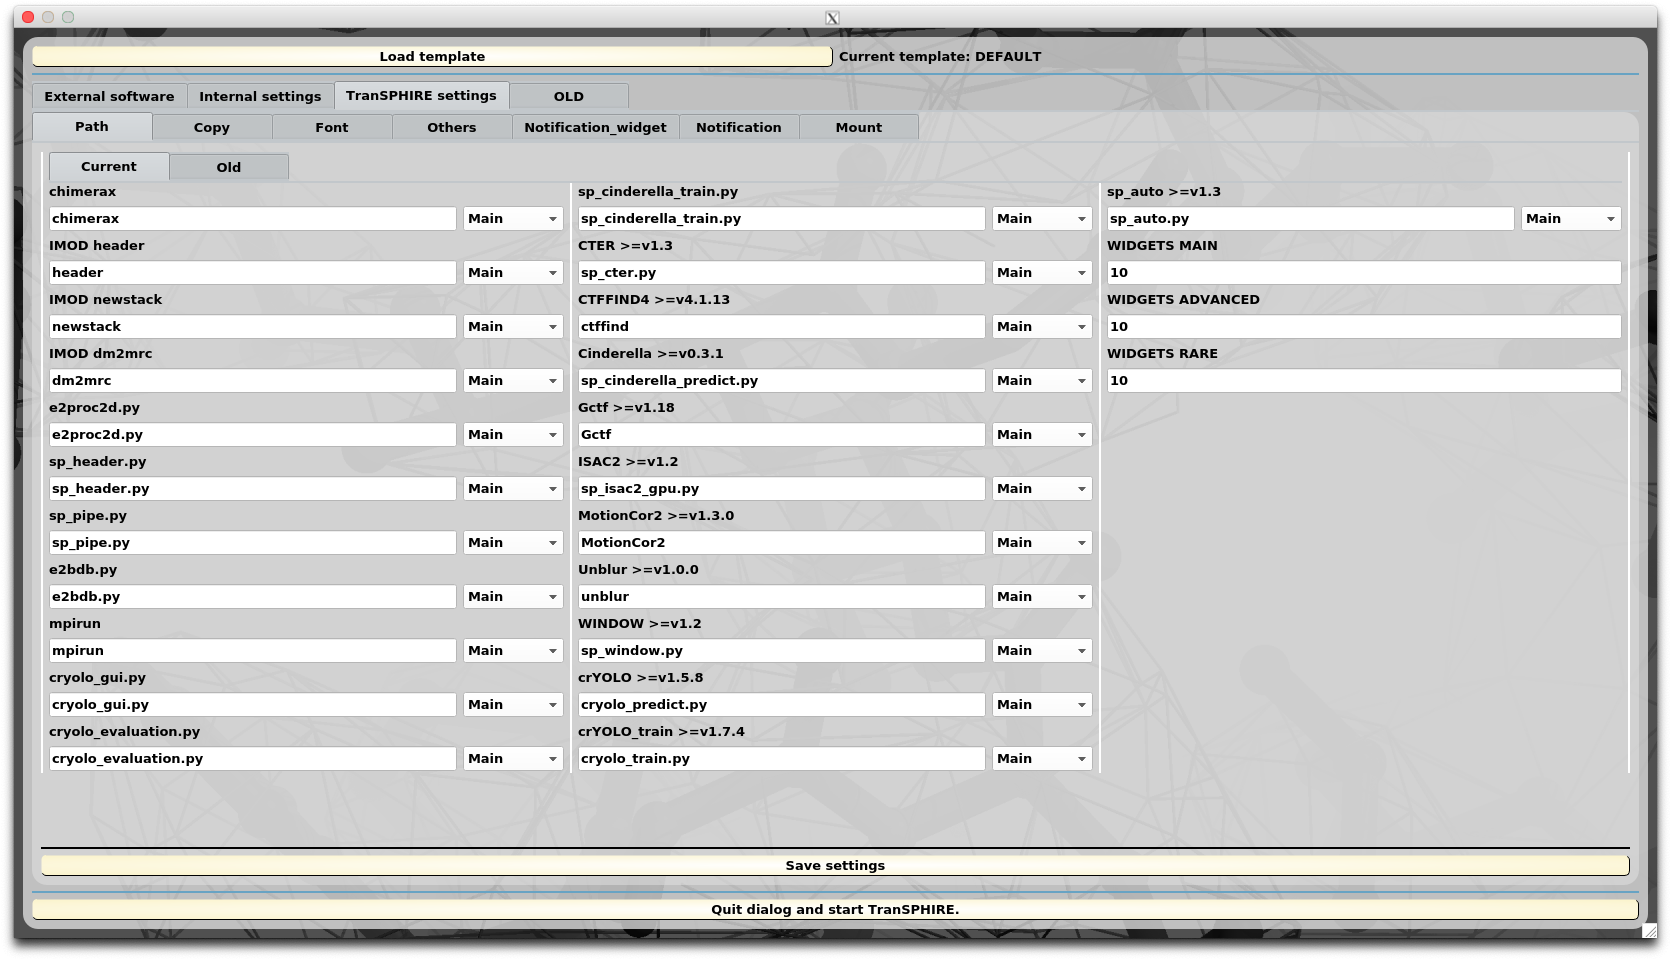 X
Load template
Current template: DEFAULT
External software
Internal settings
TranSPHIRE settings
OLD
Path
Copy
Font
Others
Notification_widget
Notification
Mount
Current
Old
chimerax
chimerax Main
IMOD header
header Main
IMOD newstack
newstack Main
IMOD dm2mrc
dm2mrc Main
e2proc2d.py
e2proc2d.py Main
sp_header.py
sp_header.py Main
sp_pipe.py
sp_pipe.py Main
e2bdb.py
e2bdb.py Main
mpirun
mpirun Main
cryolo_gui.py
cryolo_gui.py Main
cryolo_evaluation.py
cryolo_evaluation.py Main
sp_cinderella_train.py
sp_cinderella_train.py Main
CTER >=v1.3
sp_cter.py Main
CTFFIND4 >=v4.1.13
ctffind Main
Cinderella >=v0.3.1
sp_cinderella_predict.py Main
Gctf >=v1.18
Gctf Main
ISAC2 >=v1.2
sp_isac2_gpu.py Main
MotionCor2 >=v1.3.0
MotionCor2 Main
Unblur >=v1.0.0
unblur Main
WINDOW >=v1.2
sp_window.py Main
crYOLO >=v1.5.8
cryolo_predict.py Main
crYOLO_train >=v1.7.4
cryolo_train.py Main
sp_auto >=v1.3
sp_auto.py Main
WIDGETS MAIN
10
WIDGETS ADVANCED
10
WIDGETS RARE
10
Save settings
Quit dialog and start TranSPHIRE.